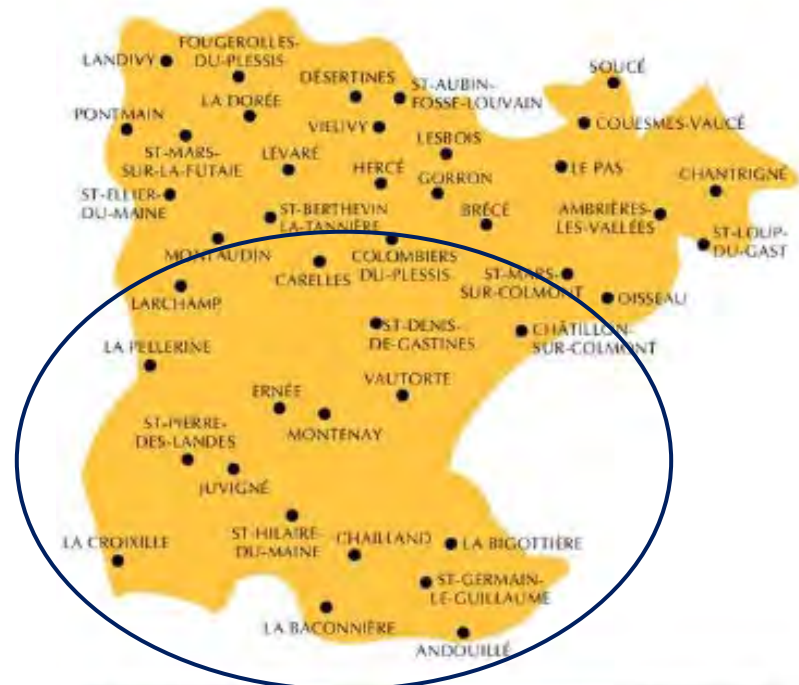 FOUGEROLLES-
DU-PLESSIS
LANDIVY
SOUCÉ
DÉSERTINES
ST-AUBIN-
FOSSE-LOUVAIN
LA DORÉE
PONTMAIN
VIEUVY
COUESMES-VAUCÉ
LESBOIS
ST-MARS-
SUR-LA-FUTAIE
LEVARÉ
HERCÉ
LE PAS
CHANTRIGNÉ
GORRON
ST-ELLIER-
DU-MAINE
ST-BERTHEVIN
LA-TANNIÈRE
BRÉCÉ
AMBRIÈRES-
LES-VALLÉES
ST-LOUP-
DU-GAST
MONTAUDIN
COLOMBIERS
DU-PLESSIS
CARELLES
ST-MARS-
SUR-COLMONT
LARCHAMP
OISSEAU
ST-DENIS-
DE-GASTINES
CHÂTILLON-
SUR-COLMONT
LA PELLERINE
VAUTORTE
ERNÉE
MONTENAY
ST-PIERRE-
DES-LANDES
JUVIGNÉ
ST-HILAIRE-
DU-MAINE
CHAILLAND
LA BIGOTTIÈRE
LA CROIXILLE
ST-GERMAIN-
LE-GUILLAUME
LA BACONNIÈRE
ANDOUILLÉ